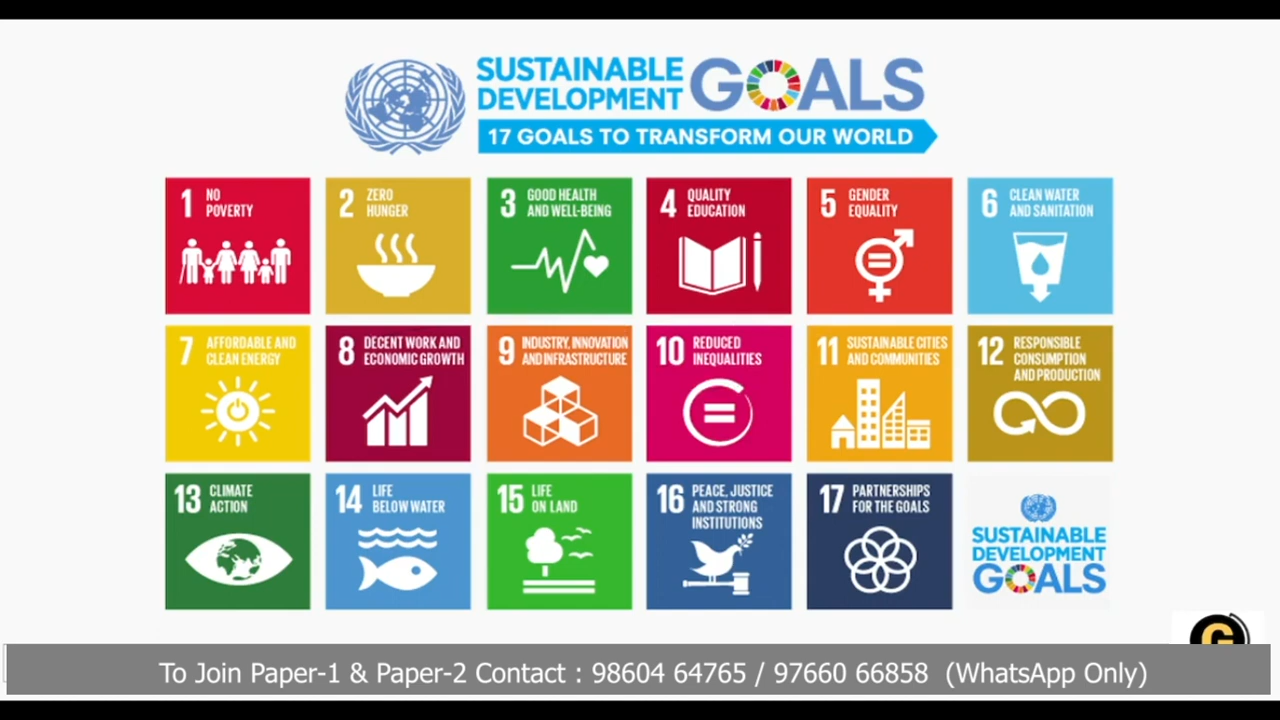 SUSTAINABLE
DEVELOPMENT
GOALS
17 GOALS TO TRANSFORM OUR WORLD
1 NO
POVERTY
2 ZERO
HUNGER
3 GOOD HEALTH
AND WELL-BEING
4 QUALITY
EDUCATION
5 GENDER
EQUALITY
6 CLEAN WATER
AND SANITATION
7 AFFORDABLE AND
CLEAN ENERGY
8 DECENT WORK AND
ECONOMIC GROWTH
9 INDUSTRY, INNOVATION
AND INFRASTRUCTURE
10 REDUCED
INEQUALITIES
11 SUSTAINABLE CITIES
AND COMMUNITIES
12 RESPONSIBLE
CONSUMPTION
AND PRODUCTION
13 CLIMATE
ACTION
14 LIFE
BELOW WATER
15 LIFE
ON LAND
16 PEACE, JUSTICE
AND STRONG
INSTITUTIONS
17 PARTNERSHIPS
FOR THE GOALS
SUSTAINABLE
DEVELOPMENT
GOALS
G
To Join Paper-1 & Paper-2 Contact : 98604 64765 / 97660 66858 (WhatsApp Only)